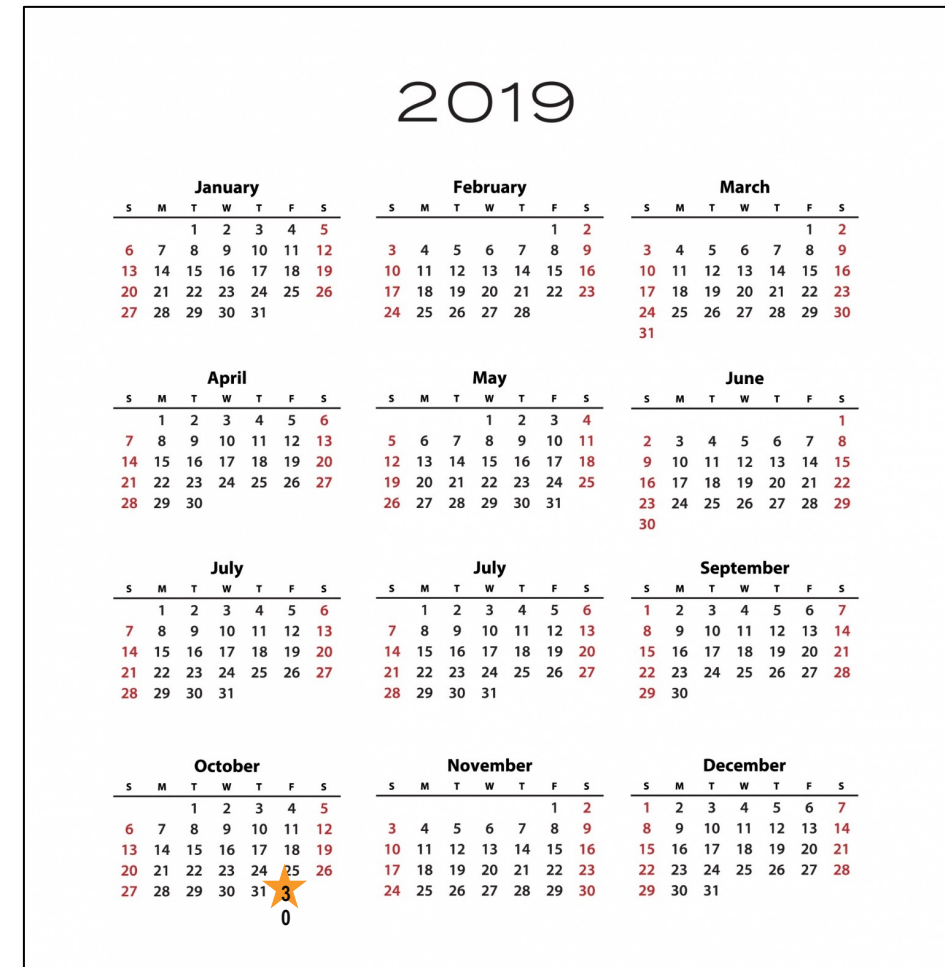 2019
January February March
S M T W T F S S M T W T F S S M T W T F S
1 2 3 4 5 1 2 1 2
6 7 8 9 10 11 12 3 4 5 6 7 8 9 3 4 5 6 7 8 9
13 14 15 16 17 18 19 10 11 12 13 14 15 16 10 11 12 13 14 15 16
20 21 22 23 24 25 26 17 18 19 20 21 22 23 17 18 19 20 21 22 23
27 28 29 30 31 24 25 26 27 28 24 25 26 27 28 29 30
31
April May June
S M T W T F S S M T W T F S S M T W T F S
1 2 3 4 5 6 1 2 3 4 1
7 8 9 10 11 12 13 5 6 7 8 9 10 11 2 3 4 5 6 7 8
14 15 16 17 18 19 20 12 13 14 15 16 17 18 9 10 11 12 13 14 15
21 22 23 24 25 26 27 19 20 21 22 23 24 25 16 17 18 19 20 21 22
28 29 30 26 27 28 29 30 31 23 24 25 26 27 28 29
30
July July September
S M T W T F S S M T W T F S S M T W T F S
1 2 3 4 5 6 1 2 3 4 5 6 1 2 3 4 5 6 7
7 8 9 10 11 12 13 7 8 9 10 11 12 13 8 9 10 11 12 13 14
14 15 16 17 18 19 20 14 15 16 17 18 19 20 15 16 17 18 19 20 21
21 22 23 24 25 26 27 21 22 23 24 25 26 27 22 23 24 25 26 27 28
28 29 30 31 28 29 30 31 29 30
October November December
S M T W T F S S M T W T F S S M T W T F S
1 2 3 4 5 1 2 1 2 3 4 5 6 7
6 7 8 9 10 11 12 3 4 5 6 7 8 9 8 9 10 11 12 13 14
13 14 15 16 17 18 19 10 11 12 13 14 15 16 15 16 17 18 19 20 21
20 21 22 23 24 25 26 17 18 19 20 21 22 23 22 23 24 25 26 27 28
27 28 29 30 31 3 24 25 26 27 28 29 30 29 30 31
0